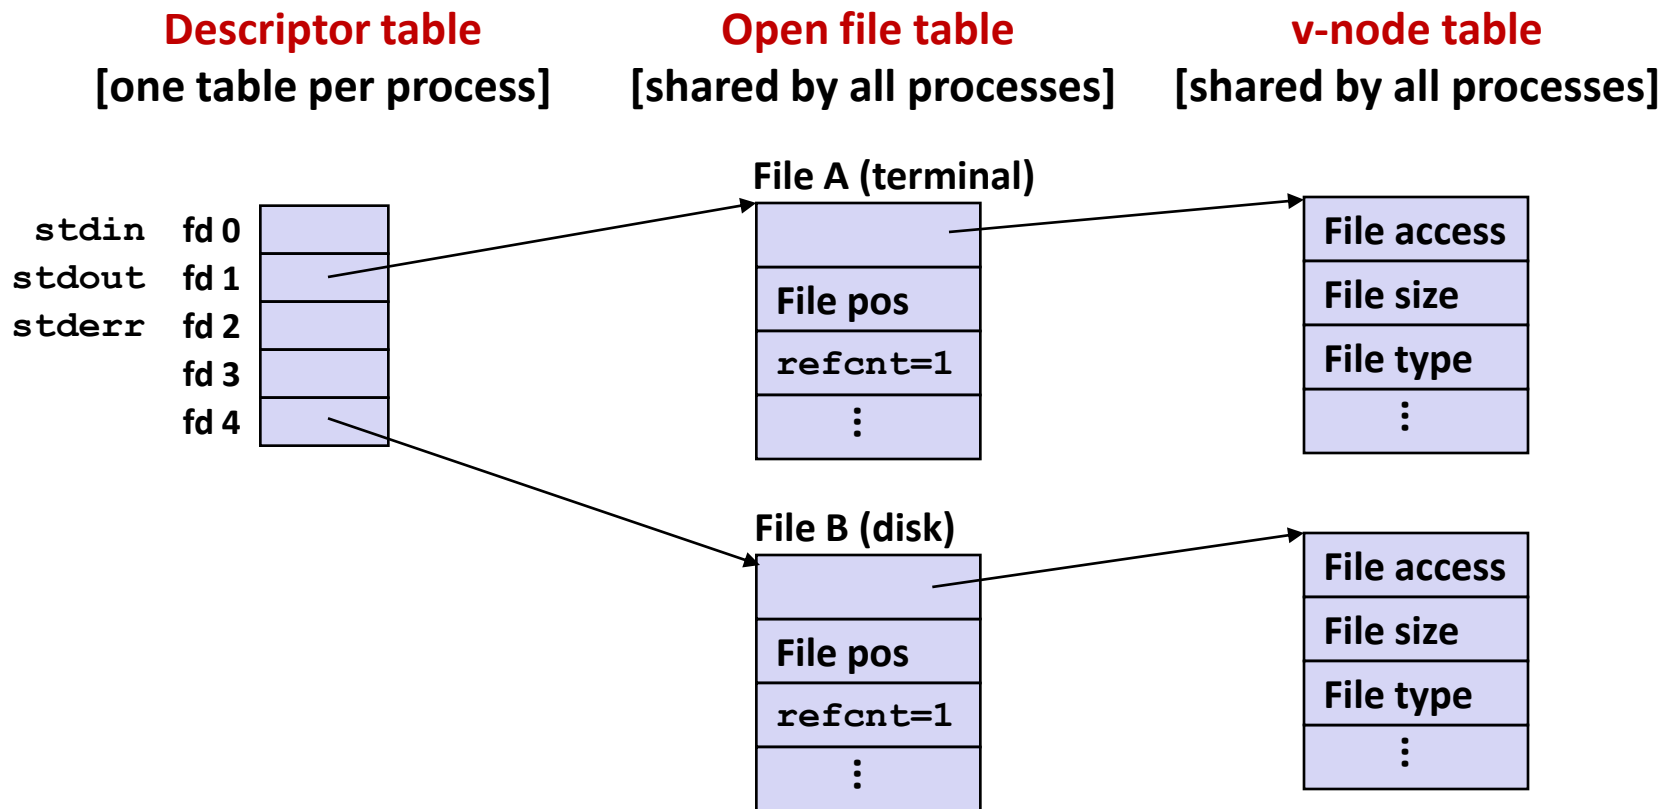 Descriptor table
[one table per process]
Open file table
[shared by all processes]
v-node table
[shared by all processes]
stdin fd 0
stdout fd 1
stderr fd 2
fd 3
fd 4
File A (terminal)
File pos
refcnt=1
⋮
File access
File size
File type
⋮
File B (disk)
File pos
refcnt=1
⋮
File access
File size
File type
⋮